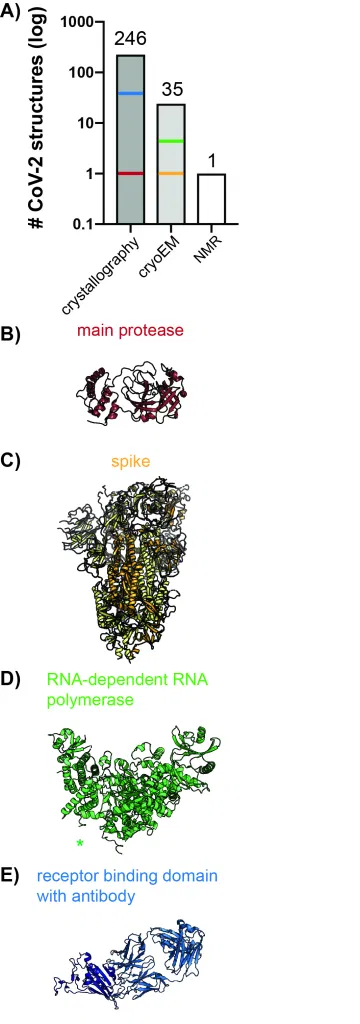 A)
# CoV-2 structures (log)
1000
100
10
1
0.1
246
35
1
crystallography
cryoEM
NMR
B)
main protease
C)
spike
D)
RNA-dependent RNA
polymerase
*
E)
receptor binding domain
with antibody